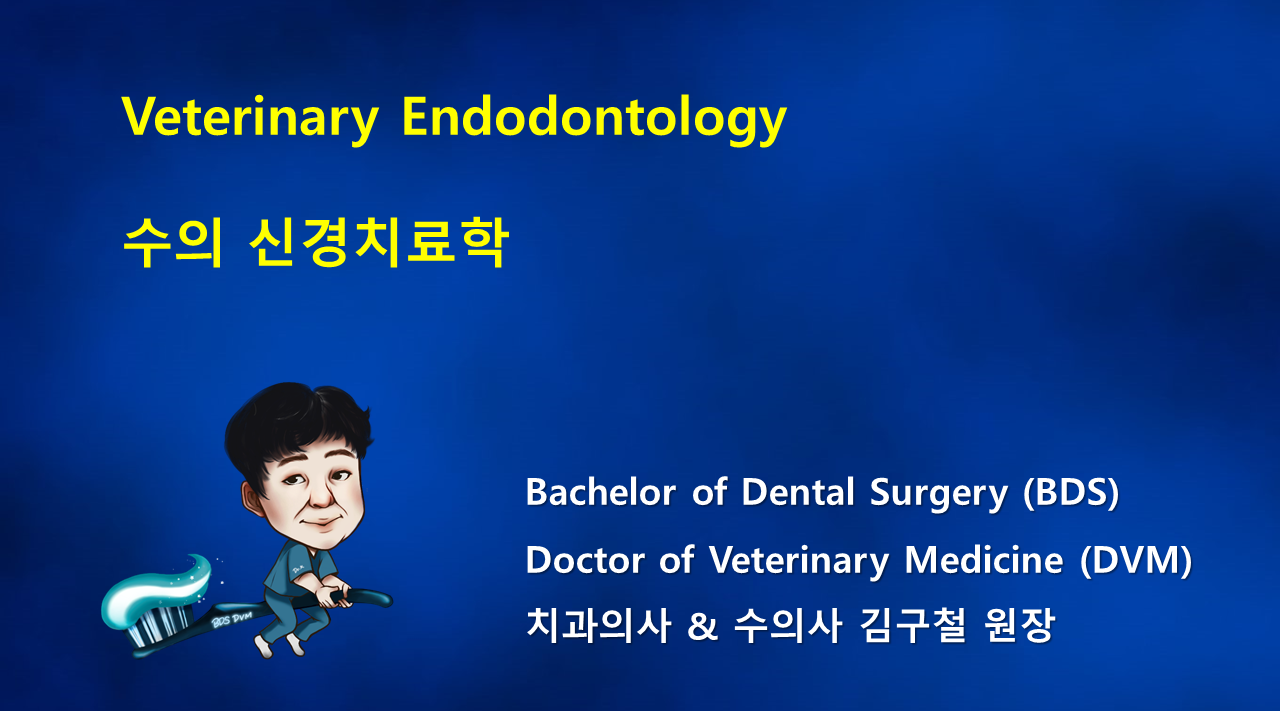 Veterinary Endodontology
수의 신경치료학
Bachelor of Dental Surgery (BDS)
Doctor of Veterinary Medicine (DVM)
치과의사 & 수의사 김구철 원장
BDS DVM